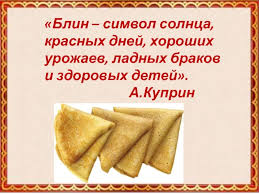 «Блин – символ солнца,
красных дней, хороших
урожаев, ладных браков
и здоровых детей».
А.Куприн